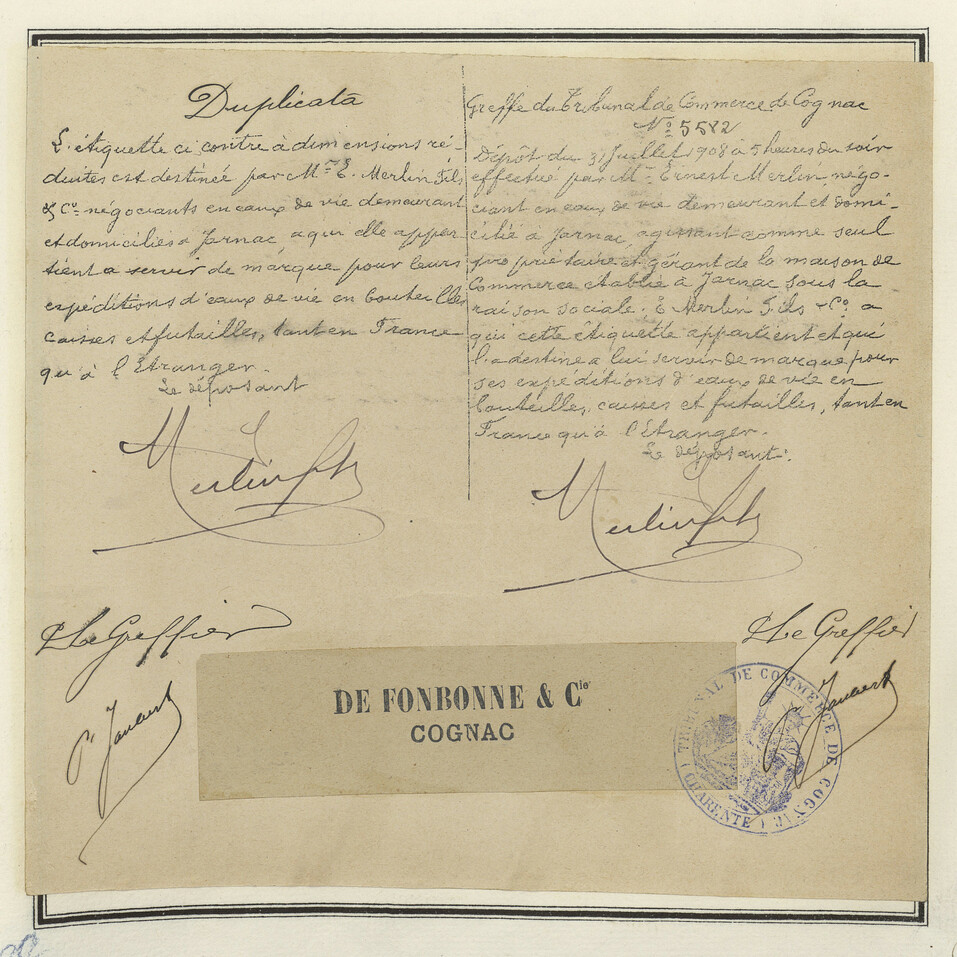 Duplicata
L'étiquette ci contre à dimensions ré-
duites est destinée par Mrs E. Merlin Fils
& Co. négociants en eaux de vie demeurant
et domiciliés à Jarnac, a qui elle appar
tient a servir de marque pour leurs
expéditions d'eaux de vie en bouteilles
caisses et futailles, tant en France
qu'à l'Etranger.
Le déposant
Merlin Fils
Le Greffier
Greffe du Tribunal de Commerce de Cognac
No 5582
Dépôt du 31 Juillet 1908 à 5 heures du soir
effectué par Mr Ernest Merlin, négo-
ciant en eaux de vie demeurant et domi-
cilié à Jarnac, agissant comme seul
propriétaire et gérant de la maison de
Commerce établie à Jarnac sous la
raison sociale. E Merlin Fils & Co. a
qui cette étiquette appartient et qui
l'a destine a lui servir de marque pour
ses expéditions d'eaux de vie en
bouteilles, caisses et futailles, tant en
France qu'à l'Etranger.
Le déposant.
Merlin Fils
Le Greffier
DE FONBONNE & Cie
COGNAC
TRIBUNAL DE COMMERCE DE COGNAC
(CHARENTE)